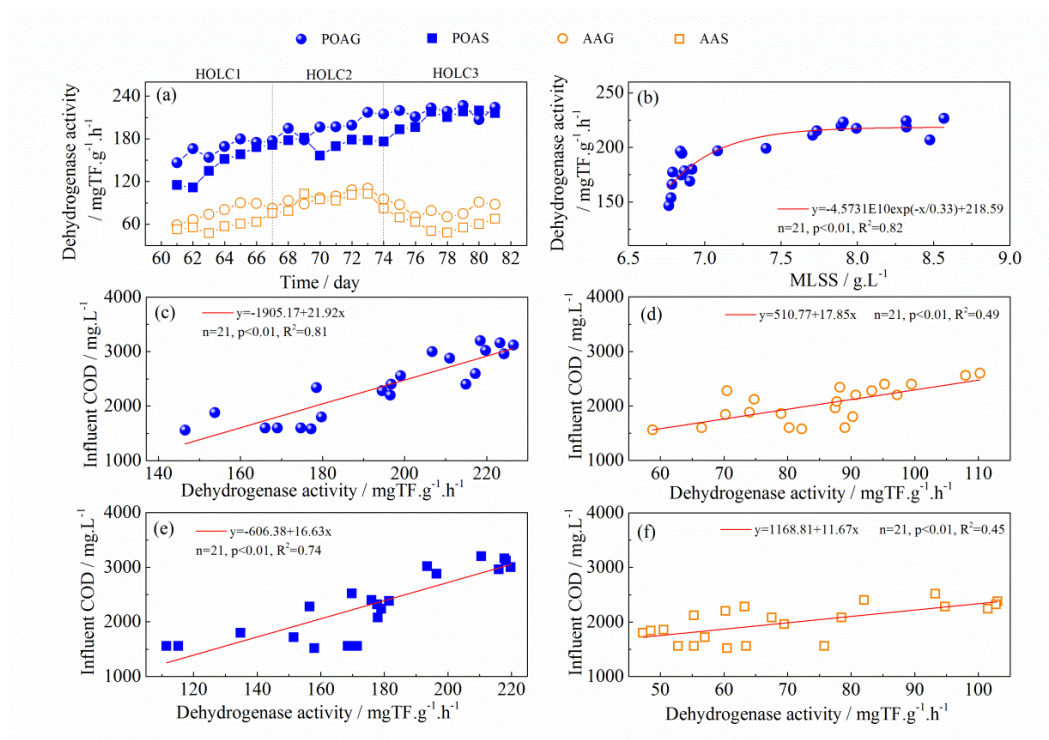 POAG POAS AAG AAS
HOLC1 HOLC2 HOLC3
(a)
Dehydrogenase activity
/ mgTF.g⁻¹.h⁻¹
240
180
120
60
60 62 64 66 68 70 72 74 76 78 80 82
Time / day
(b)
Dehydrogenase activity
/ mgTF.g⁻¹.h⁻¹
250
200
150
y=-4.5731E10exp(-x/0.33)+218.59
n=21, p<0.01, R²=0.82
6.5 7.0 7.5 8.0 8.5 9.0
MLSS / g.L⁻¹
(c)
y=-1905.17+21.92x
n=21, p<0.01, R²=0.81
Influent COD / mg.L⁻¹
4000
3000
2000
1000
140 160 180 200 220
Dehydrogenase activity / mgTF.g⁻¹.h⁻¹
(d)
y=510.77+17.85x n=21, p<0.01, R²=0.49
Influent COD / mg.L⁻¹
4000
3000
2000
1000
60 70 80 90 100 110
Dehydrogenase activity / mgTF.g⁻¹.h⁻¹
(e)
y=-606.38+16.63x
n=21, p<0.01, R²=0.74
Influent COD / mg.L⁻¹
4000
3000
2000
1000
120 140 160 180 200 220
Dehydrogenase activity / mgTF.g⁻¹.h⁻¹
(f)
y=1168.81+11.67x n=21, p<0.01, R²=0.45
Influent COD / mg.L⁻¹
4000
3000
2000
1000
50 60 70 80 90 100
Dehydrogenase activity / mgTF.g⁻¹.h⁻¹